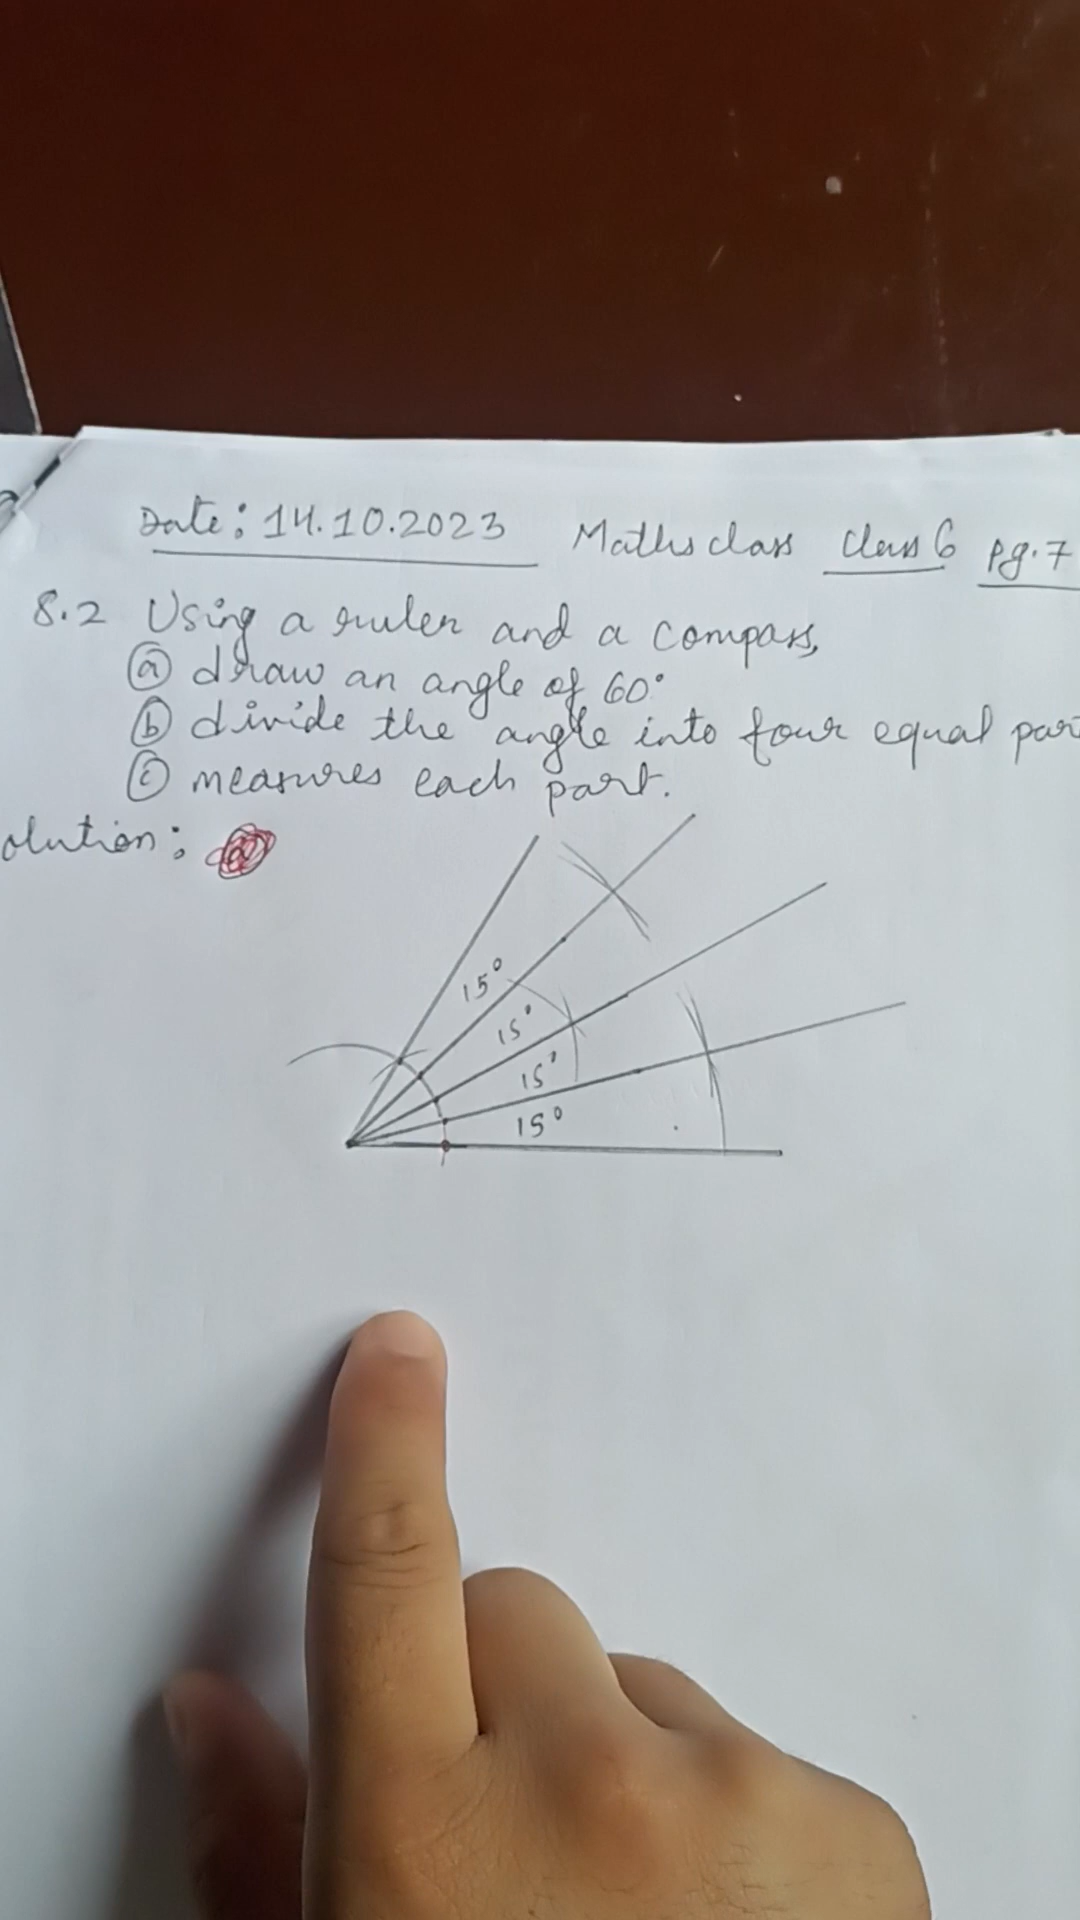 Date: 14.10.2023 Maths class Class 6 pg.7
8.2 Using a ruler and a compass,
ⓐ draw an angle of 60°
ⓑ divide the angle into four equal par
ⓒ measures each part.
olution:
15°
15°
15°
15°